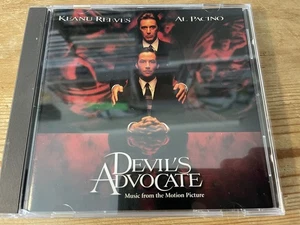 KEANU REEVES AL PACINO
DEVIL'S
ADVOCATE
Music from the Motion Picture